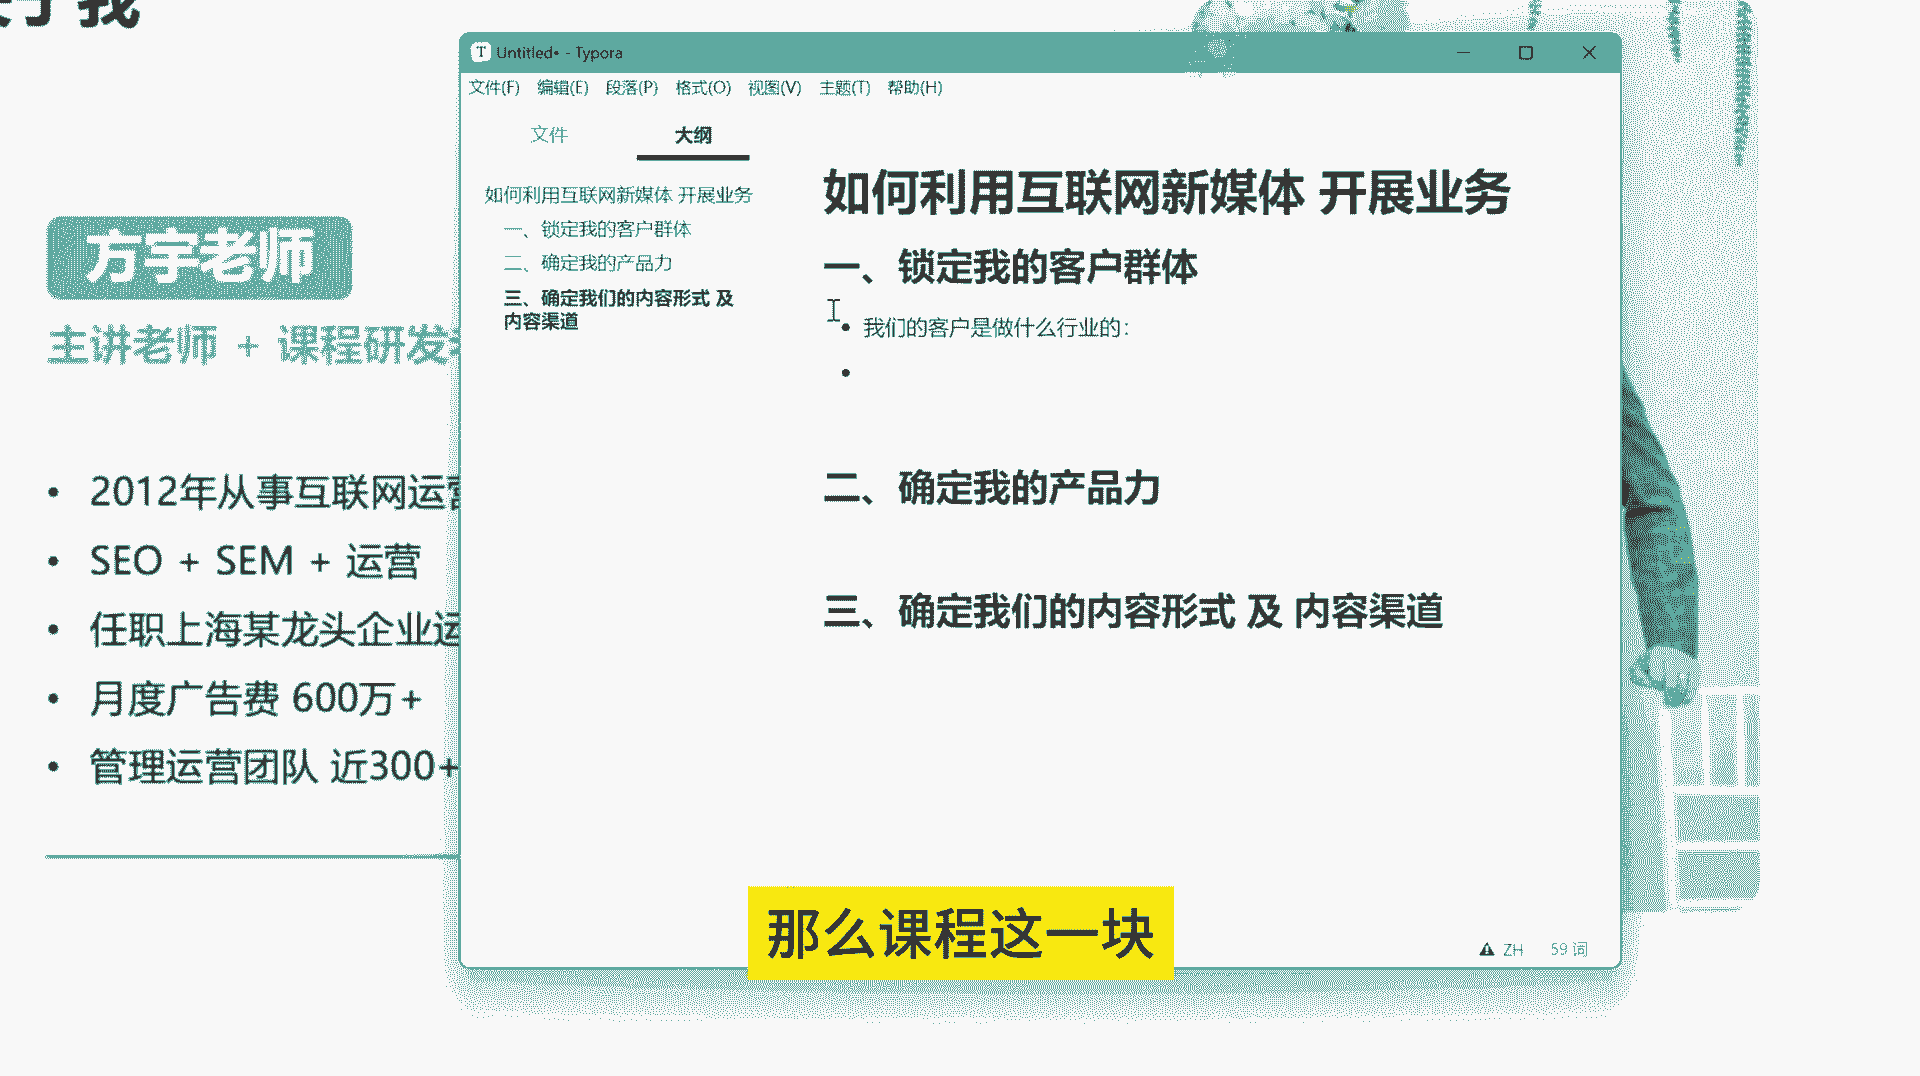 我
方宇老师
主讲老师 + 课程研发
2012年从事互联网运营
SEO + SEM + 运营
任职上海某龙头企业运
月度广告费 600万+
管理运营团队 近300+
Untitled• - Typora
文件(F) 编辑(E) 段落(P) 格式(O) 视图(V) 主题(T) 帮助(H)
文件 大纲
如何利用互联网新媒体 开展业务
一、锁定我的客户群体
二、确定我的产品力
三、确定我们的内容形式 及
内容渠道
如何利用互联网新媒体 开展业务
一、锁定我的客户群体
我们的客户是做什么行业的：
二、确定我的产品力
三、确定我们的内容形式 及 内容渠道
ZH 59 词
那么课程这一块